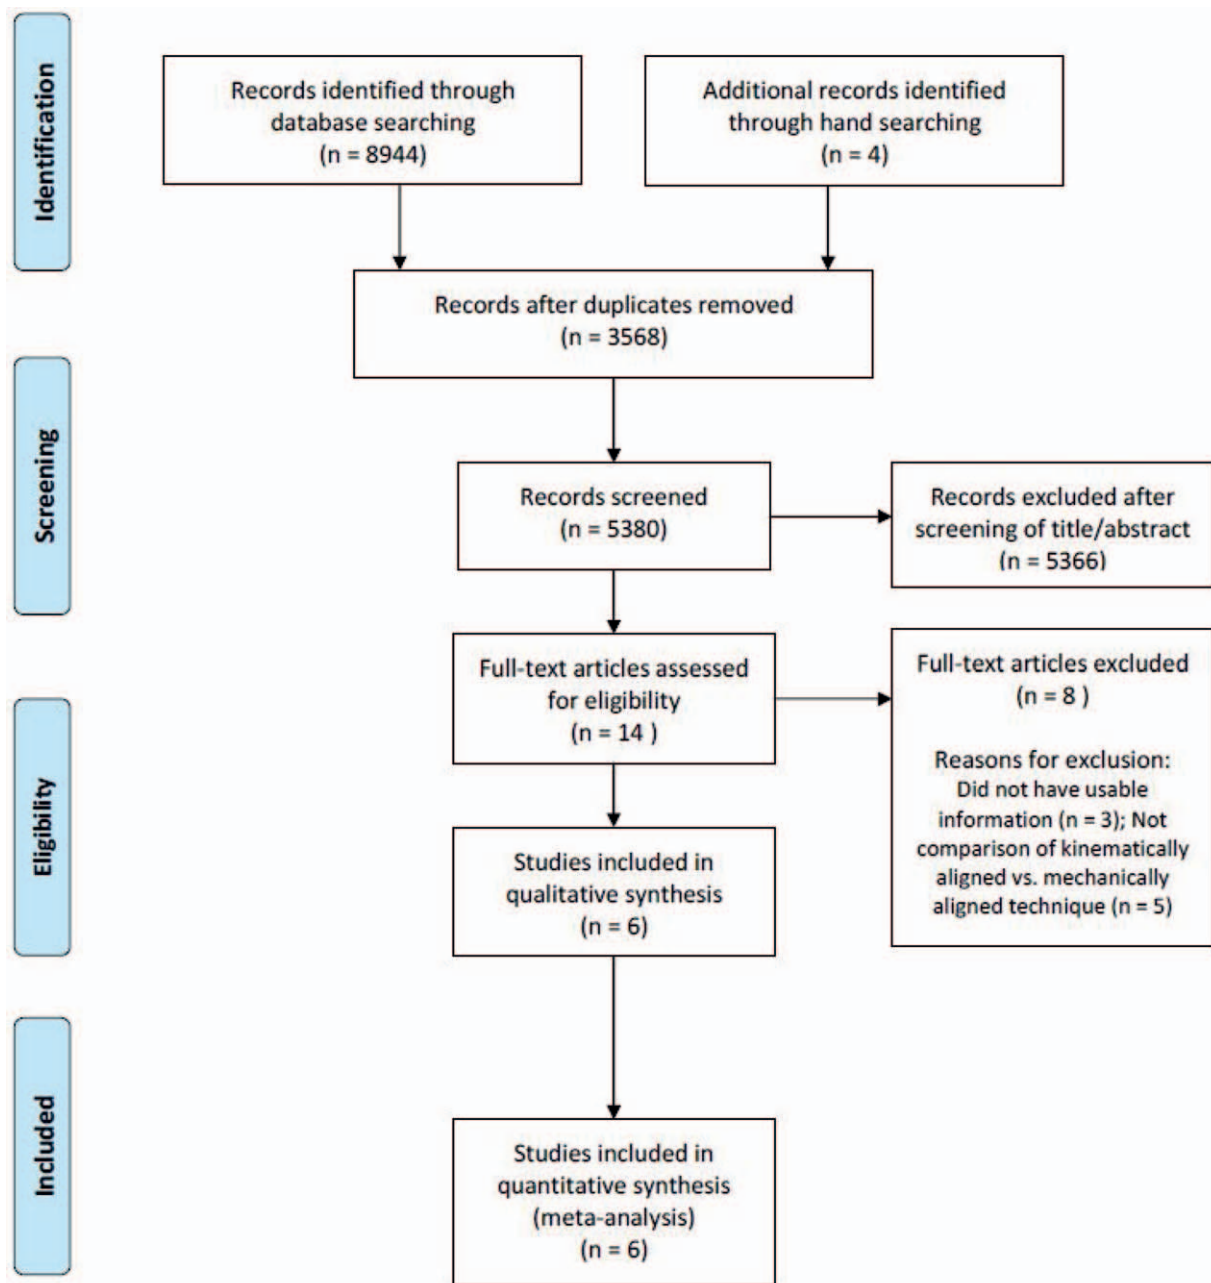 Identification
Records identified through
database searching
(n = 8944)
Additional records identified
through hand searching
(n = 4)
Records after duplicates removed
(n = 3568)
Screening
Records screened
(n = 5380)
Records excluded after
screening of title/abstract
(n = 5366)
Eligibility
Full-text articles assessed
for eligibility
(n = 14 )
Full-text articles excluded
(n = 8 )
Reasons for exclusion:
Did not have usable
information (n = 3); Not
comparison of kinematically
aligned vs. mechanically
aligned technique (n = 5)
Studies included in
qualitative synthesis
(n = 6)
Included
Studies included in
quantitative synthesis
(meta-analysis)
(n = 6)